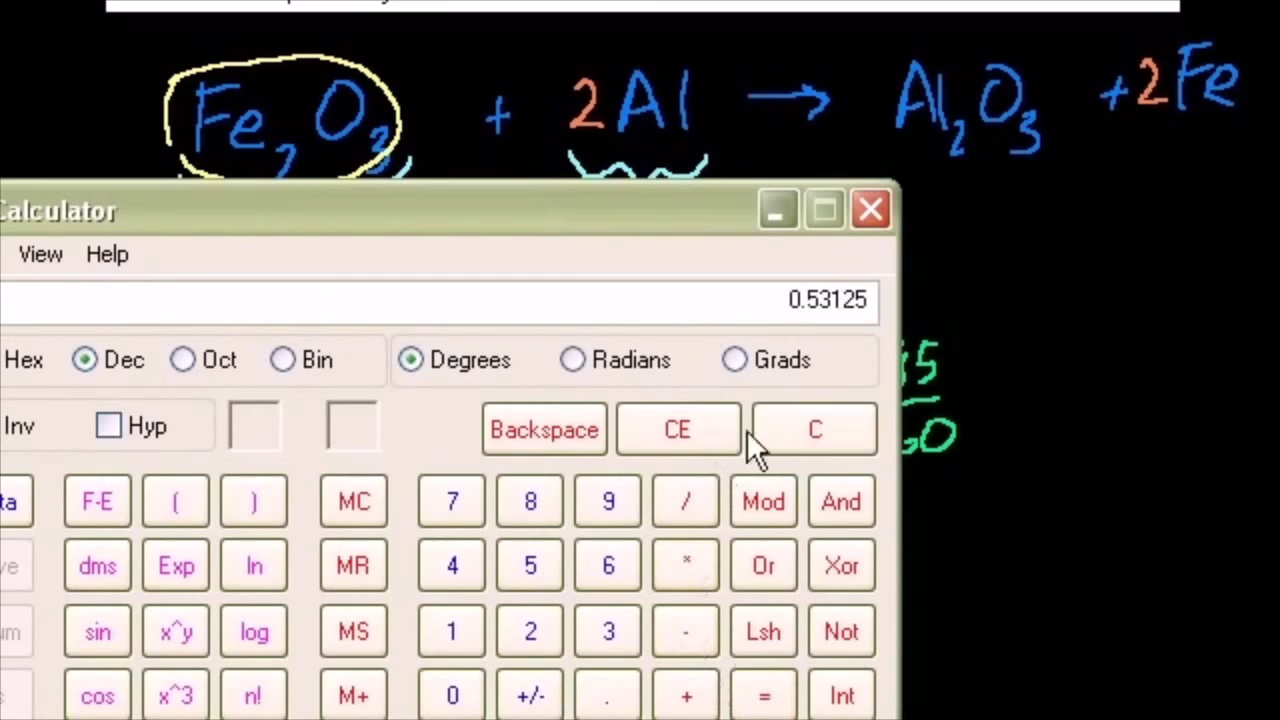 Fe2O3 + 2Al → Al2O3 + 2Fe
Calculator
View Help
0.53125
Hex Dec Oct Bin Degrees Radians Grads
Inv Hyp Backspace CE C
F-E ( ) MC 7 8 9 / Mod And
dms Exp ln MR 4 5 6 * Or Xor
sin x^y log MS 1 2 3 - Lsh Not
cos x^3 n! M+ 0 +/- . + = Int